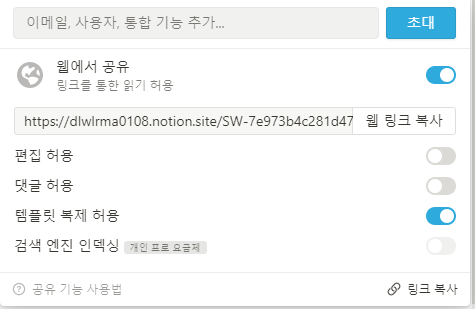 이메일, 사용자, 통합 기능 추가...
초대
웹에서 공유
링크를 통한 읽기 허용
https://dlwlrma0108.notion.site/SW-7e973b4c281d47
웹 링크 복사
편집 허용
댓글 허용
템플릿 복제 허용
검색 엔진 인덱싱 개인 프로 요금제
공유 기능 사용법
링크 복사